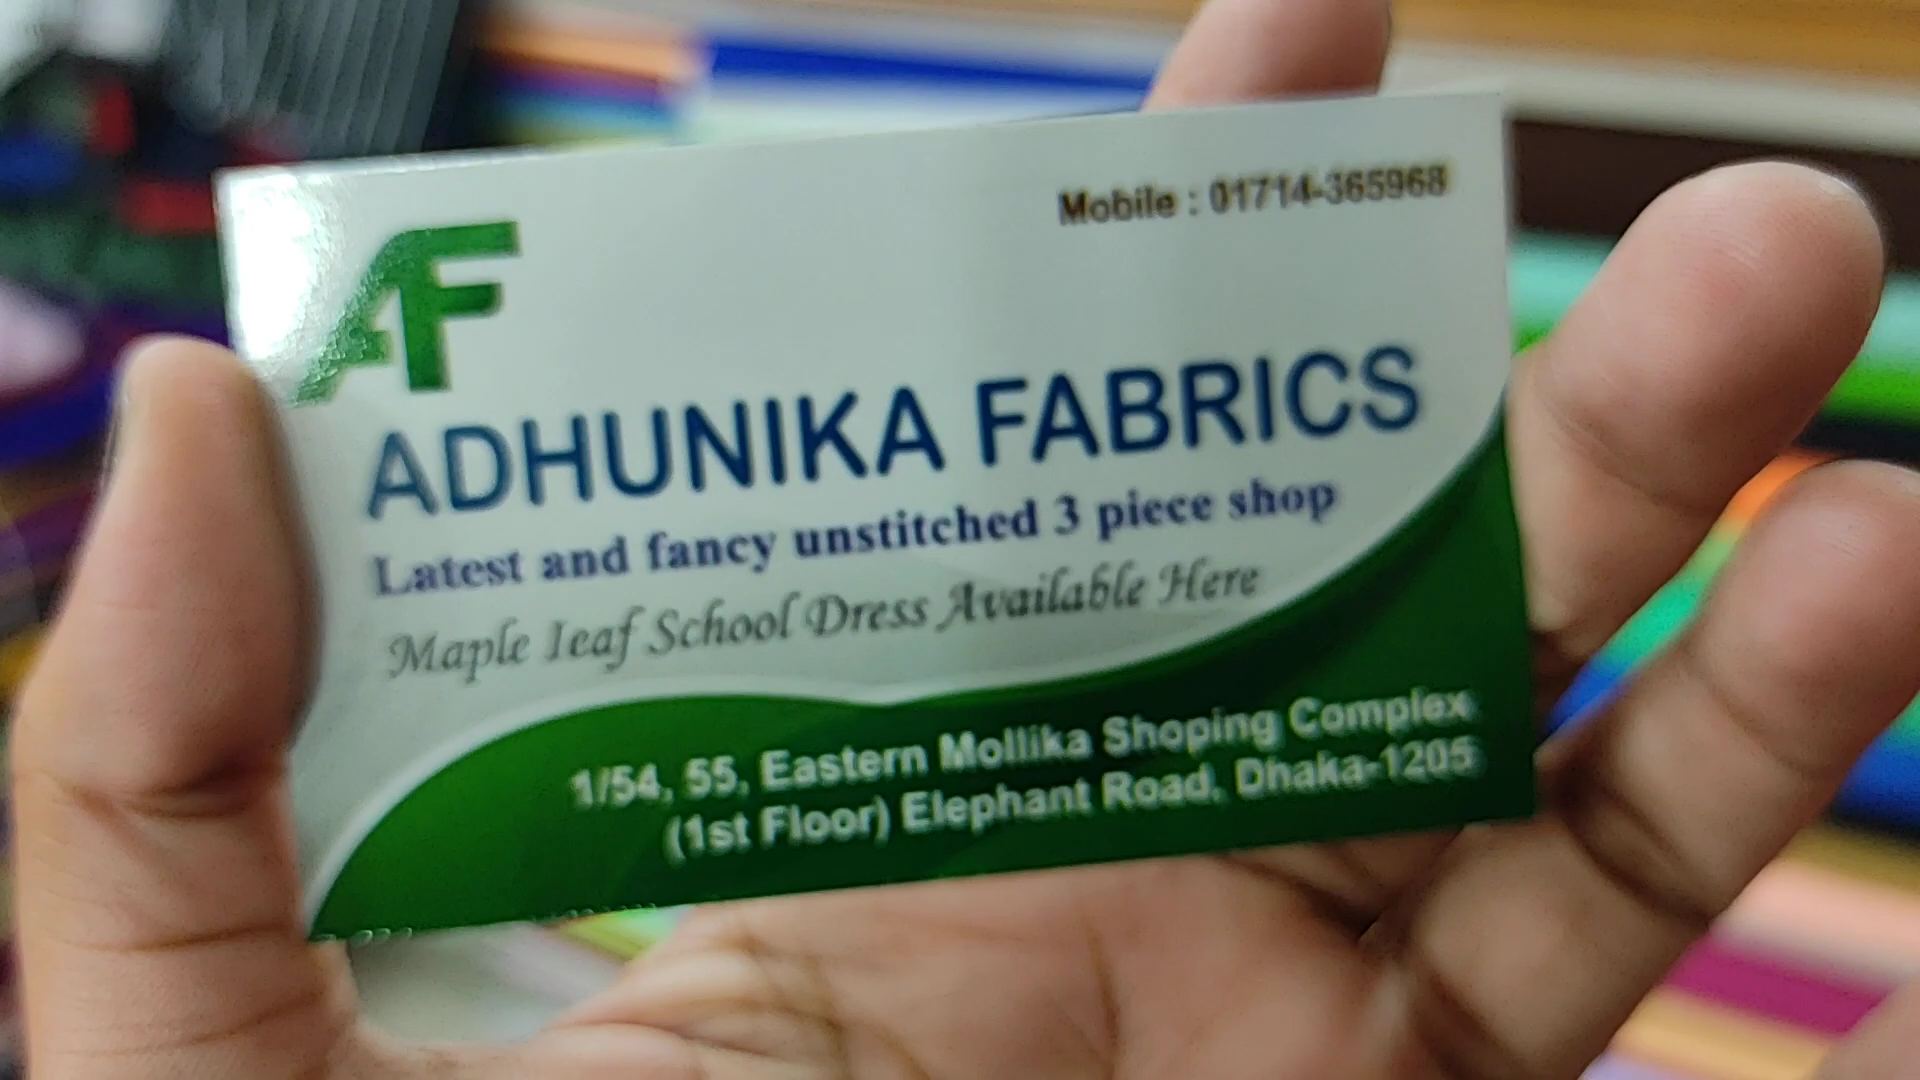 AF
Mobile : 01714-365968
ADHUNIKA FABRICS
Latest and fancy unstitched 3 piece shop
Maple Ieaf School Dress Available Here
1/54, 55, Eastern Mollika Shoping Complex
(1st Floor) Elephant Road, Dhaka-1205